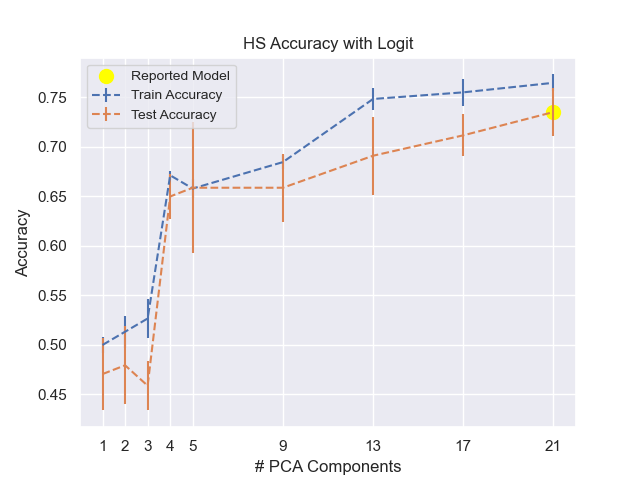 HS Accuracy with Logit
Reported Model
Train Accuracy
Test Accuracy
Accuracy
0.75
0.70
0.65
0.60
0.55
0.50
0.45
1 2 3 4 5 9 13 17 21
# PCA Components